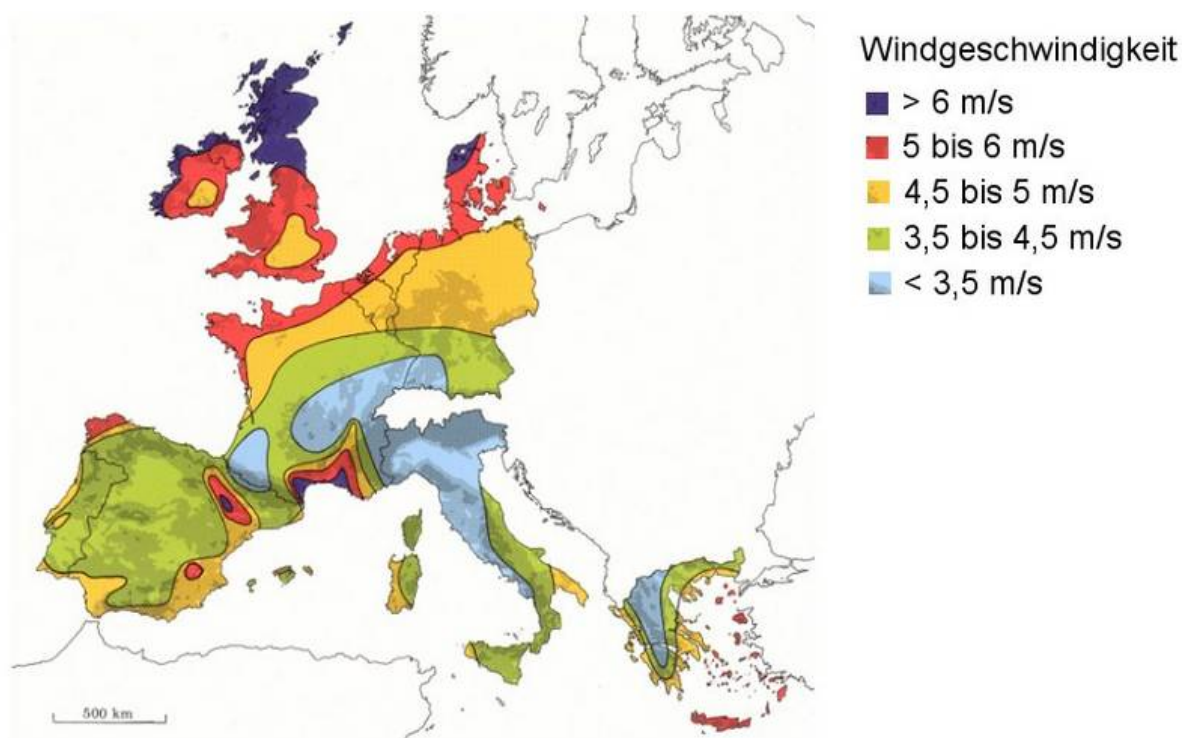 Windgeschwindigkeit
> 6 m/s
5 bis 6 m/s
4,5 bis 5 m/s
3,5 bis 4,5 m/s
< 3,5 m/s
500 km